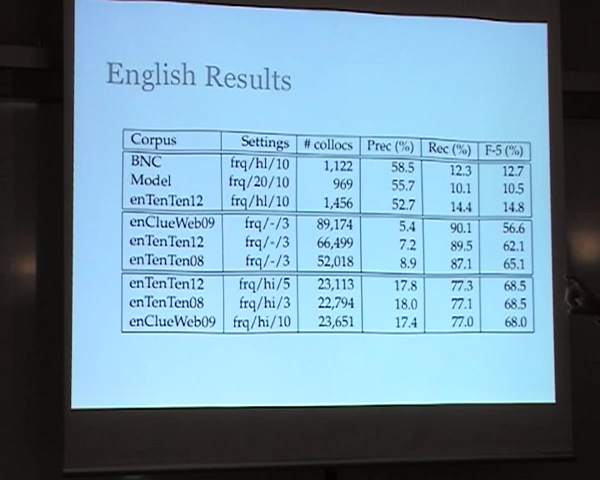 English Results
Corpus Settings # collocs Prec (%) Rec (%) F-5 (%)
BNC frq/hl/10 1,122 58.5 12.3 12.7
Model frq/20/10 969 55.7 10.1 10.5
enTenTen12 frq/hl/10 1,456 52.7 14.4 14.8
enClueWeb09 frq/-/3 89,174 5.4 90.1 56.6
enTenTen12 frq/-/3 66,499 7.2 89.5 62.1
enTenTen08 frq/-/3 52,018 8.9 87.1 65.1
enTenTen12 frq/hi/5 23,113 17.8 77.3 68.5
enTenTen08 frq/hi/3 22,794 18.0 77.1 68.5
enClueWeb09 frq/hi/10 23,651 17.4 77.0 68.0